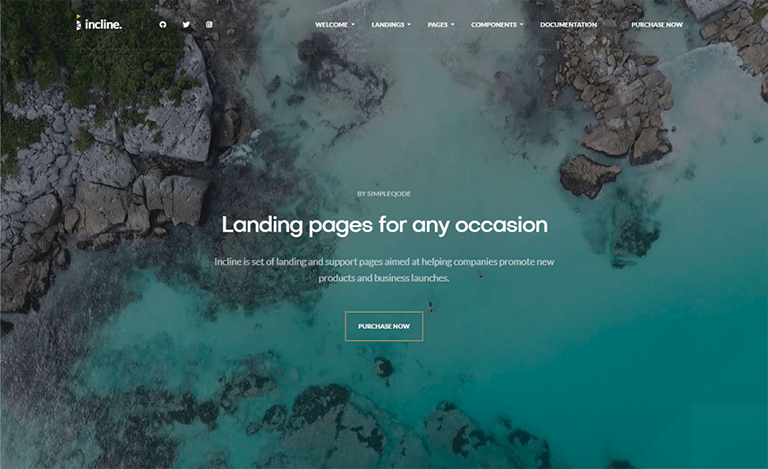 incline.
WELCOME
LANDINGS
PAGES
COMPONENTS
DOCUMENTATION
PURCHASE NOW
BY SIMPLEQODE
Landing pages for any occasion
Incline is set of landing and support pages aimed at helping companies promote new
products and business launches.
PURCHASE NOW